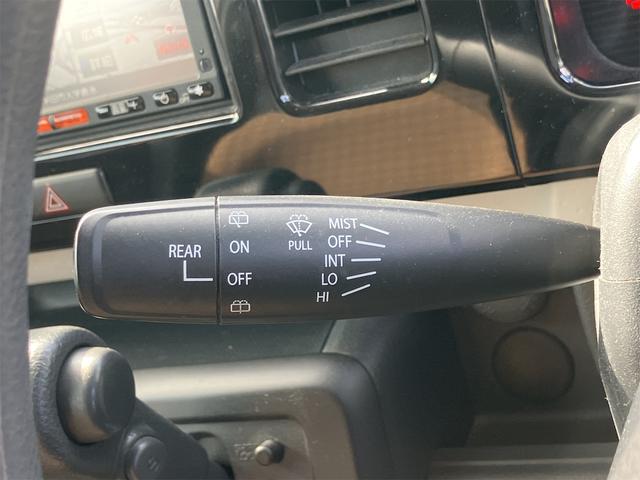 REAR
ON
OFF
PULL
MIST
OFF
INT
LO
HI